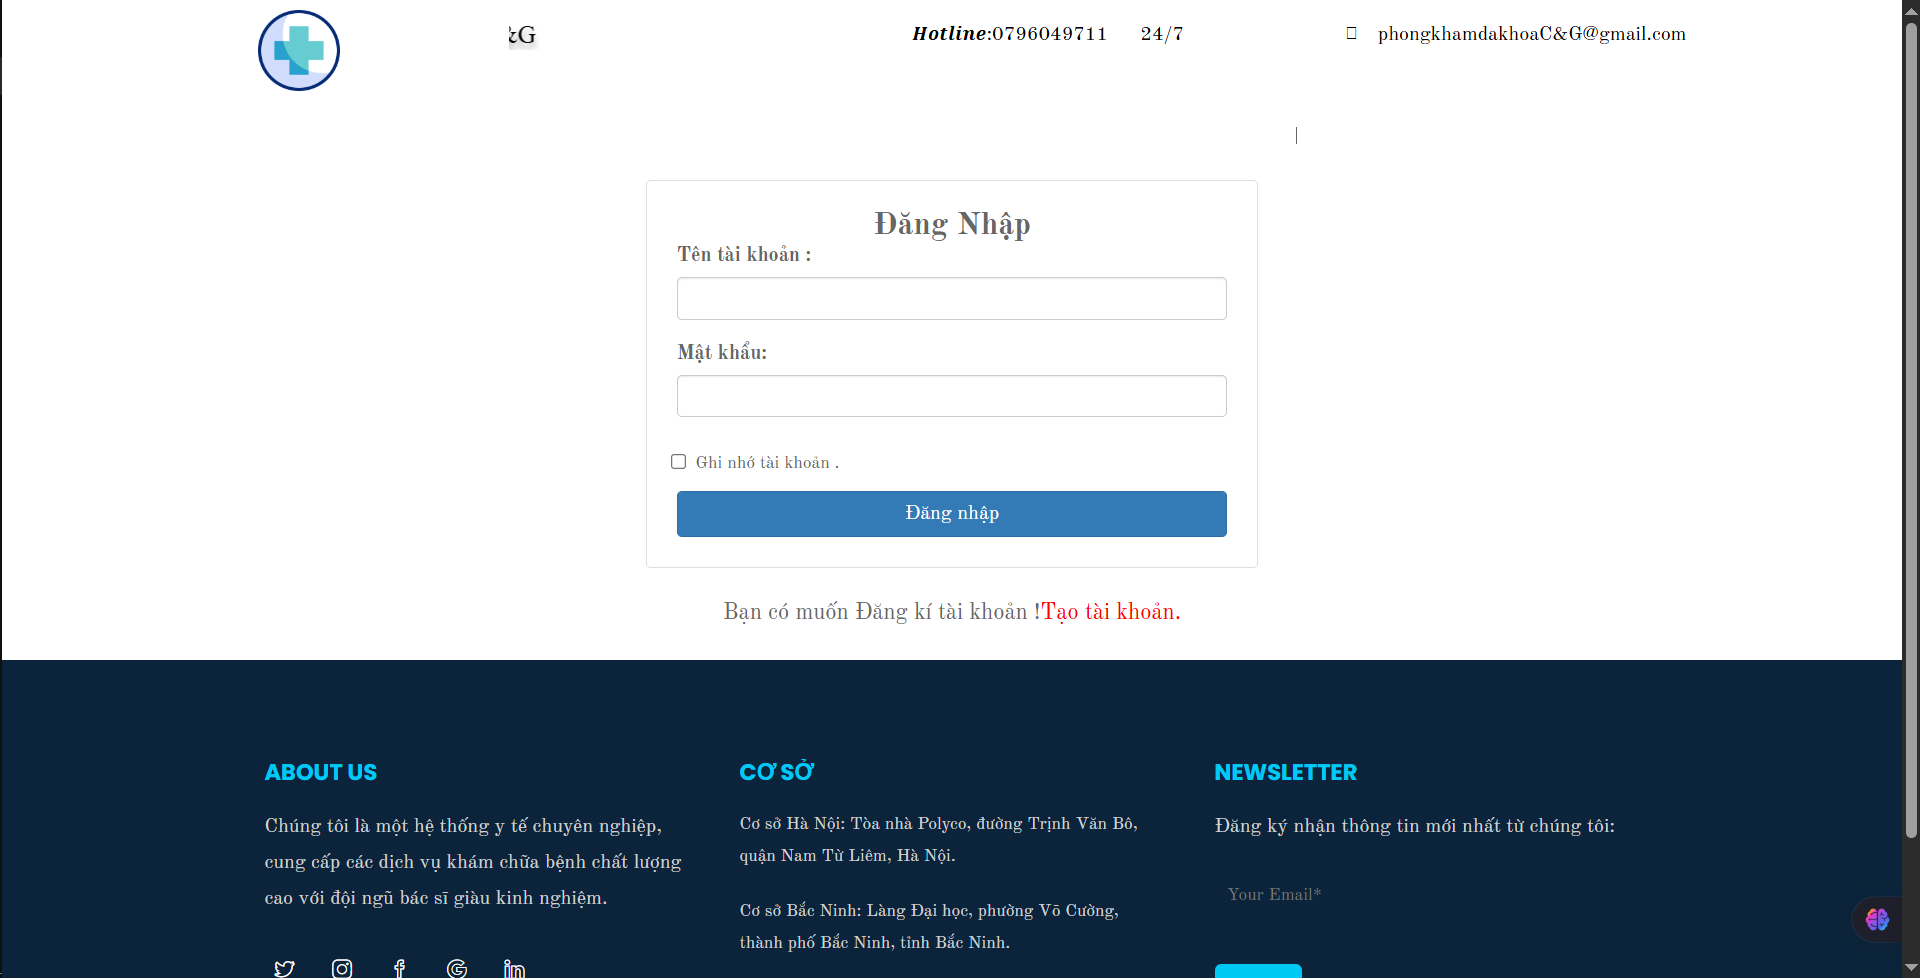 &G
Hotline:0796049711 24/7
phongkhamdakhoaC&G@gmail.com
|
Đăng Nhập
Tên tài khoản :
Mật khẩu:
Ghi nhớ tài khoản .
Đăng nhập
Bạn có muốn Đăng kí tài khoản !Tạo tài khoản.
ABOUT US
Chúng tôi là một hệ thống y tế chuyên nghiệp,
cung cấp các dịch vụ khám chữa bệnh chất lượng
cao với đội ngũ bác sĩ giàu kinh nghiệm.
CƠ SỞ
Cơ sở Hà Nội: Tòa nhà Polyco, đường Trịnh Văn Bô,
quận Nam Từ Liêm, Hà Nội.
Cơ sở Bắc Ninh: Làng Đại học, phường Võ Cường,
thành phố Bắc Ninh, tỉnh Bắc Ninh.
NEWSLETTER
Đăng ký nhận thông tin mới nhất từ chúng tôi:
Your Email*